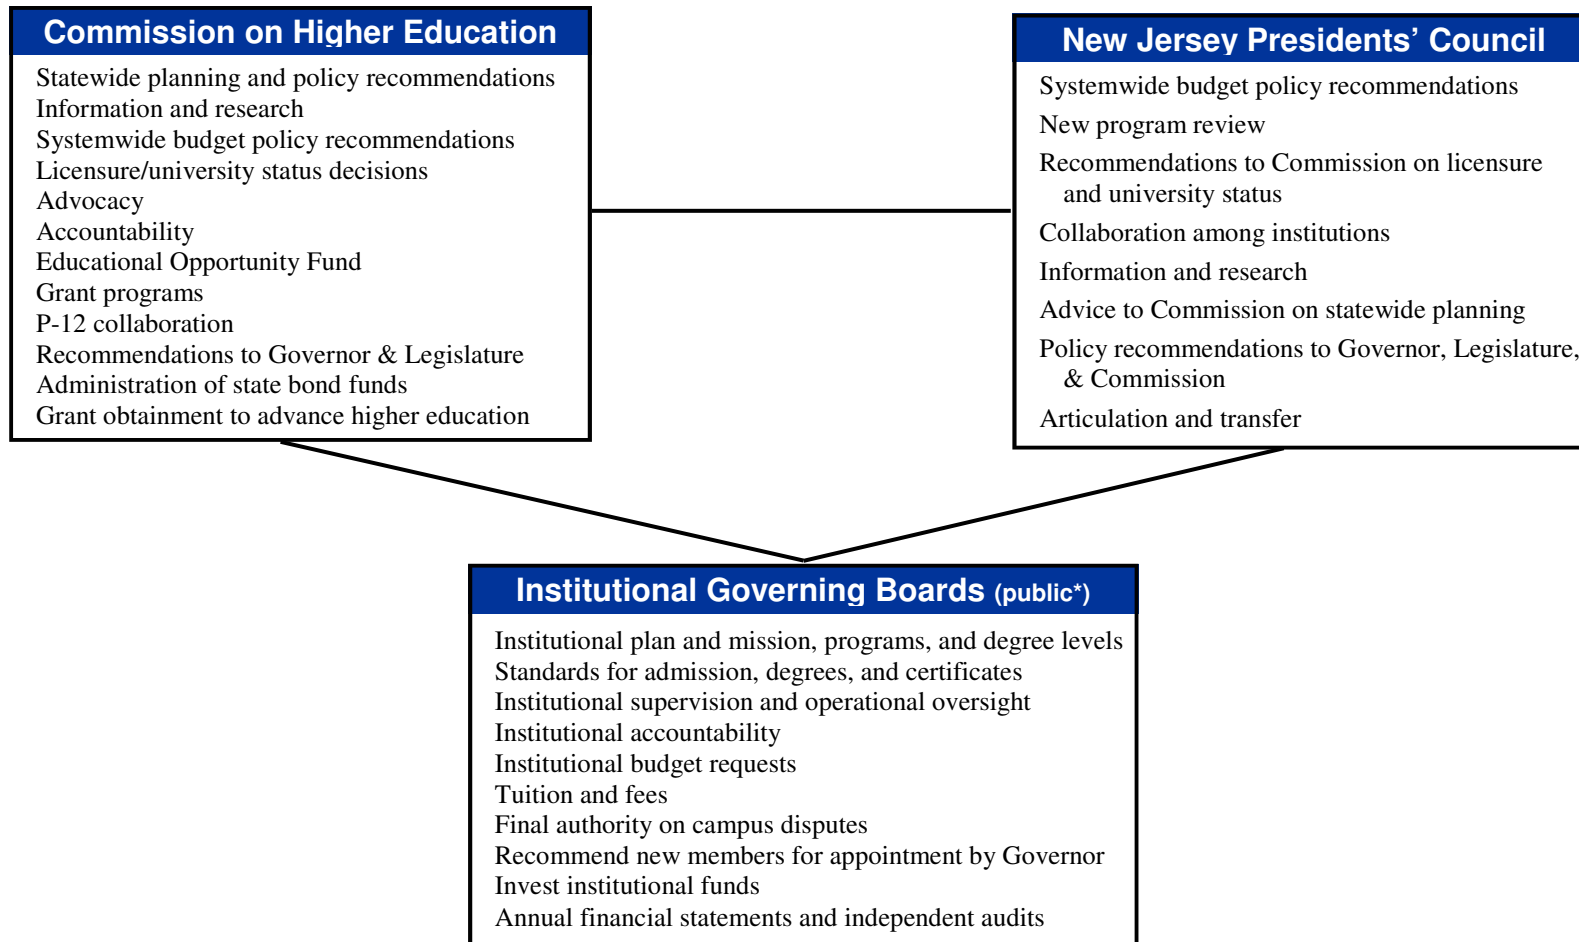 Commission on Higher Education
Statewide planning and policy recommendations
Information and research
Systemwide budget policy recommendations
Licensure/university status decisions
Advocacy
Accountability
Educational Opportunity Fund
Grant programs
P-12 collaboration
Recommendations to Governor & Legislature
Administration of state bond funds
Grant obtainment to advance higher education
New Jersey Presidents’ Council
Systemwide budget policy recommendations
New program review
Recommendations to Commission on licensure
and university status
Collaboration among institutions
Information and research
Advice to Commission on statewide planning
Policy recommendations to Governor, Legislature,
& Commission
Articulation and transfer
Institutional Governing Boards (public*)
Institutional plan and mission, programs, and degree levels
Standards for admission, degrees, and certificates
Institutional supervision and operational oversight
Institutional accountability
Institutional budget requests
Tuition and fees
Final authority on campus disputes
Recommend new members for appointment by Governor
Invest institutional funds
Annual financial statements and independent audits